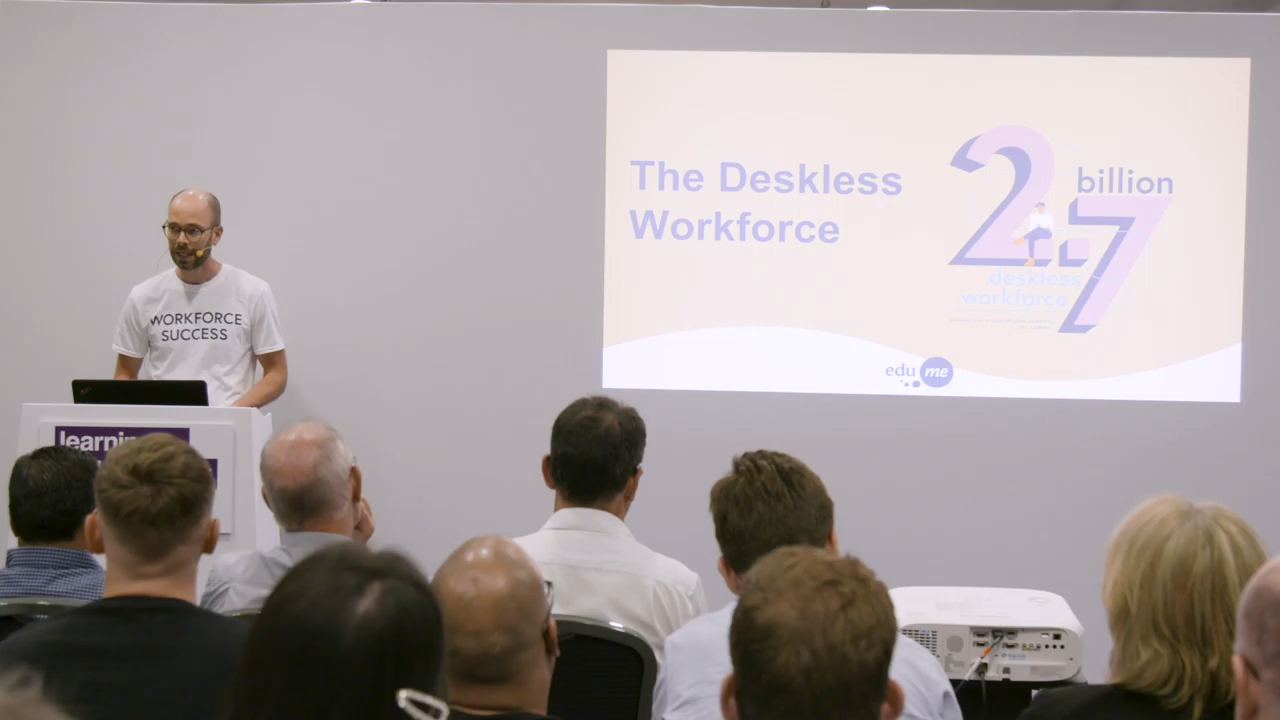 WORKFORCE
SUCCESS
The Deskless
Workforce
2.7
billion
deskless
workforce
edu me